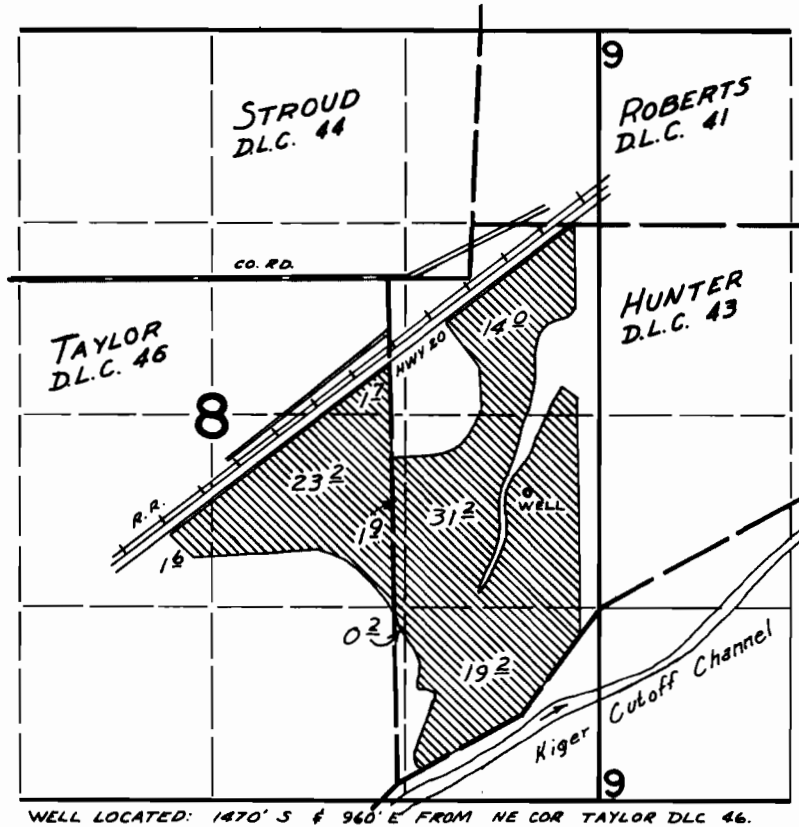 9
STROUD
D.L.C. 44
ROBERTS
D.L.C. 41
CO. RD.
TAYLOR
D.L.C. 46
HUNTER
D.L.C. 43
14 0
HWY 20
1 7
8
23 2
R.R.
1 9
31 2
WELL
1 6
0 2
19 2
Kiger Cutoff Channel
9
WELL LOCATED: 1470' S & 960' E FROM NE COR TAYLOR DLC 46.